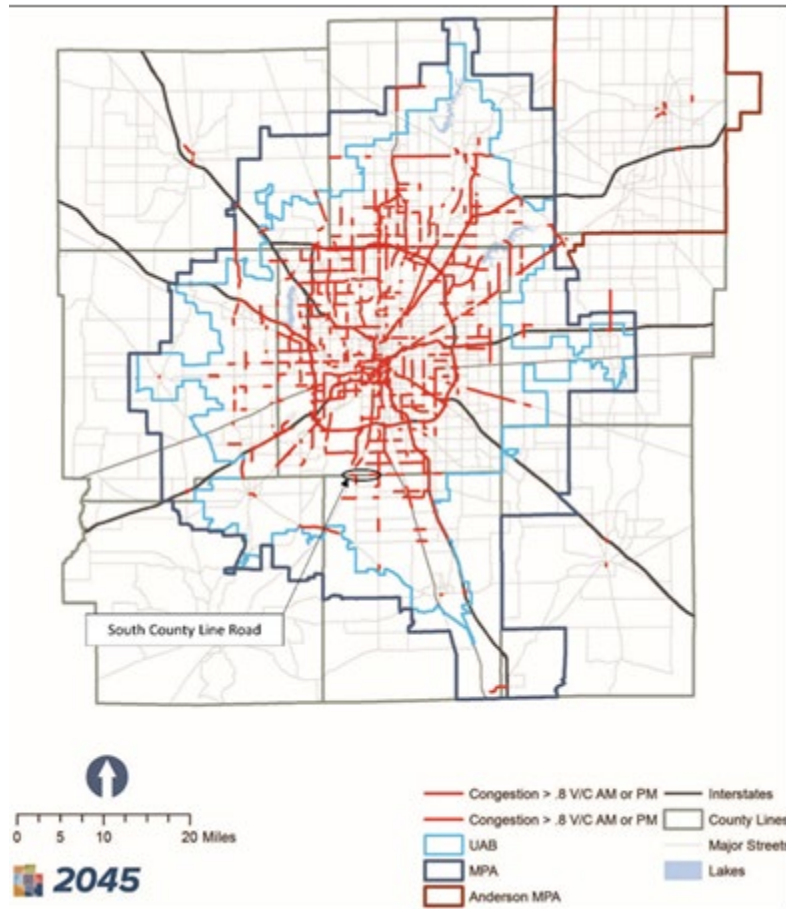 South County Line Road
0 5 10 20 Miles
2045
Congestion > .8 V/C AM or PM
Congestion > .8 V/C AM or PM
UAB
MPA
Anderson MPA
Interstates
County Lines
Major Streets
Lakes